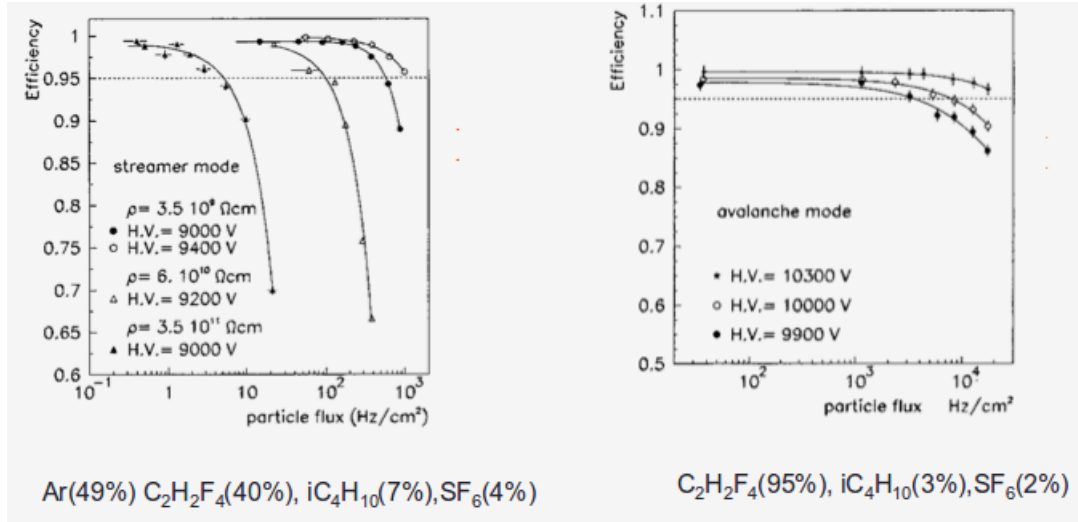 Efficiency
1
0.95
0.9
0.85
0.8
0.75
0.7
0.65
0.6
streamer mode
ρ= 3.5 10⁹ Ωcm
H.V.= 9000 V
H.V.= 9400 V
ρ= 6. 10¹⁰ Ωcm
H.V.= 9200 V
ρ= 3.5 10¹¹ Ωcm
H.V.= 9000 V
10⁻¹ 1 10 10² 10³
particle flux (Hz/cm²)
Ar(49%) C₂H₂F₄(40%), iC₄H₁₀(7%),SF₆(4%)
Efficiency
1.1
1
0.9
0.8
0.7
0.6
0.5
avalanche mode
H.V.= 10300 V
H.V.= 10000 V
H.V.= 9900 V
10² 10³ 10⁴
particle flux Hz/cm²
C₂H₂F₄(95%), iC₄H₁₀(3%),SF₆(2%)